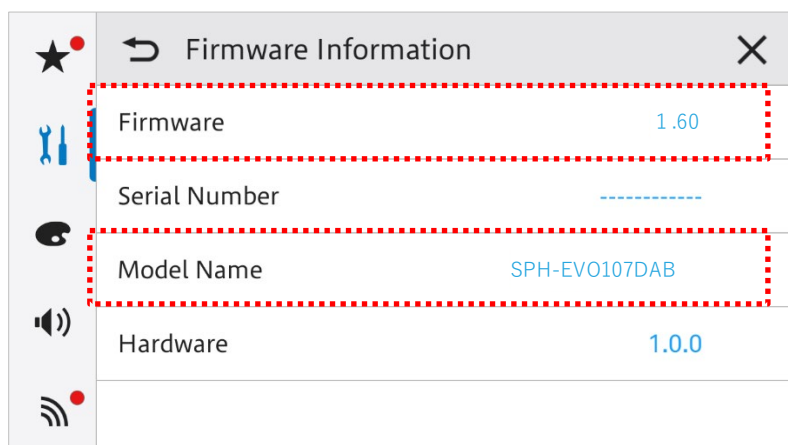 Firmware Information
Firmware 1.60
Serial Number ------------
Model Name SPH-EVO107DAB
Hardware 1.0.0